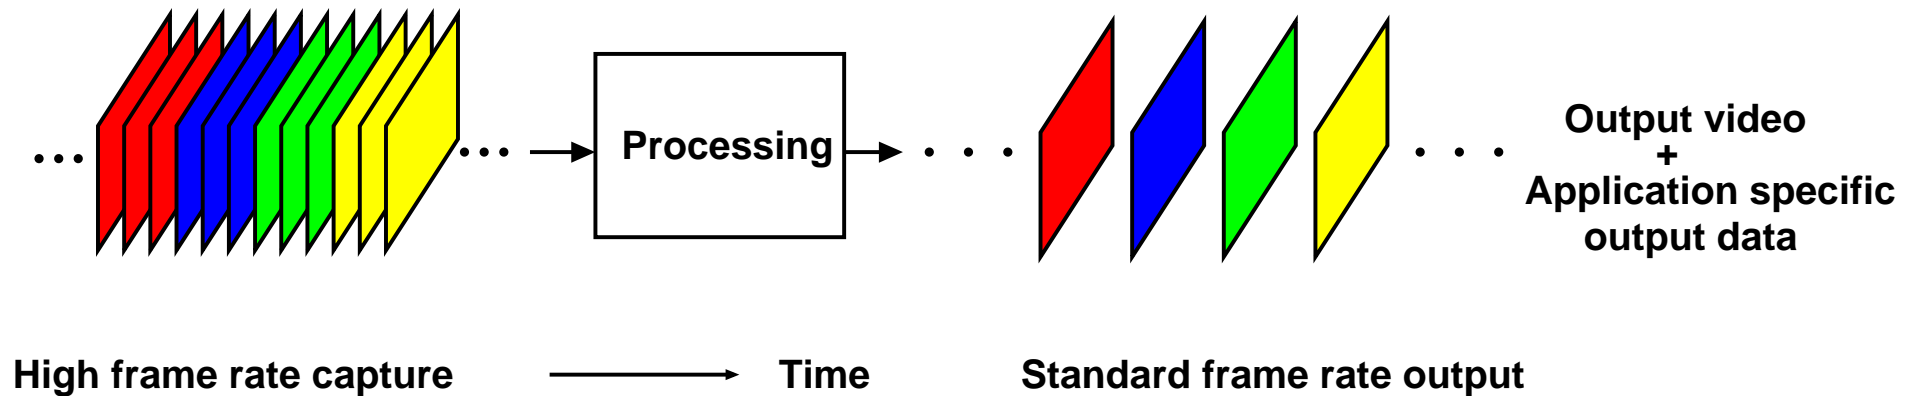 Processing
Output video
+
Application specific
output data
High frame rate capture
Time
Standard frame rate output